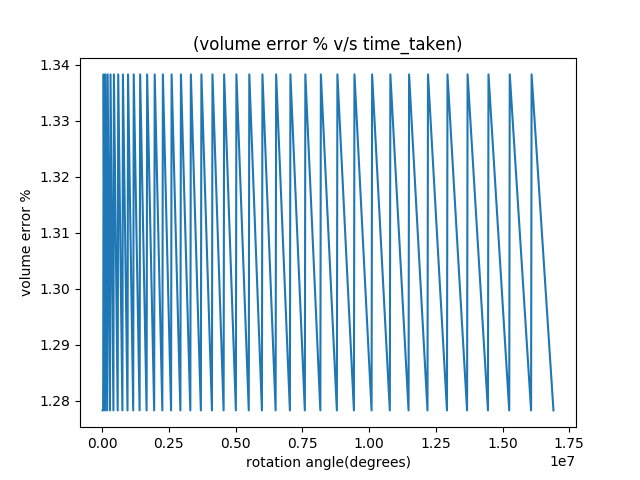 (volume error % v/s time_taken)
1.34
1.33
1.32
1.31
1.30
1.29
1.28
volume error %
0.00 0.25 0.50 0.75 1.00 1.25 1.50 1.75
1e7
rotation angle(degrees)